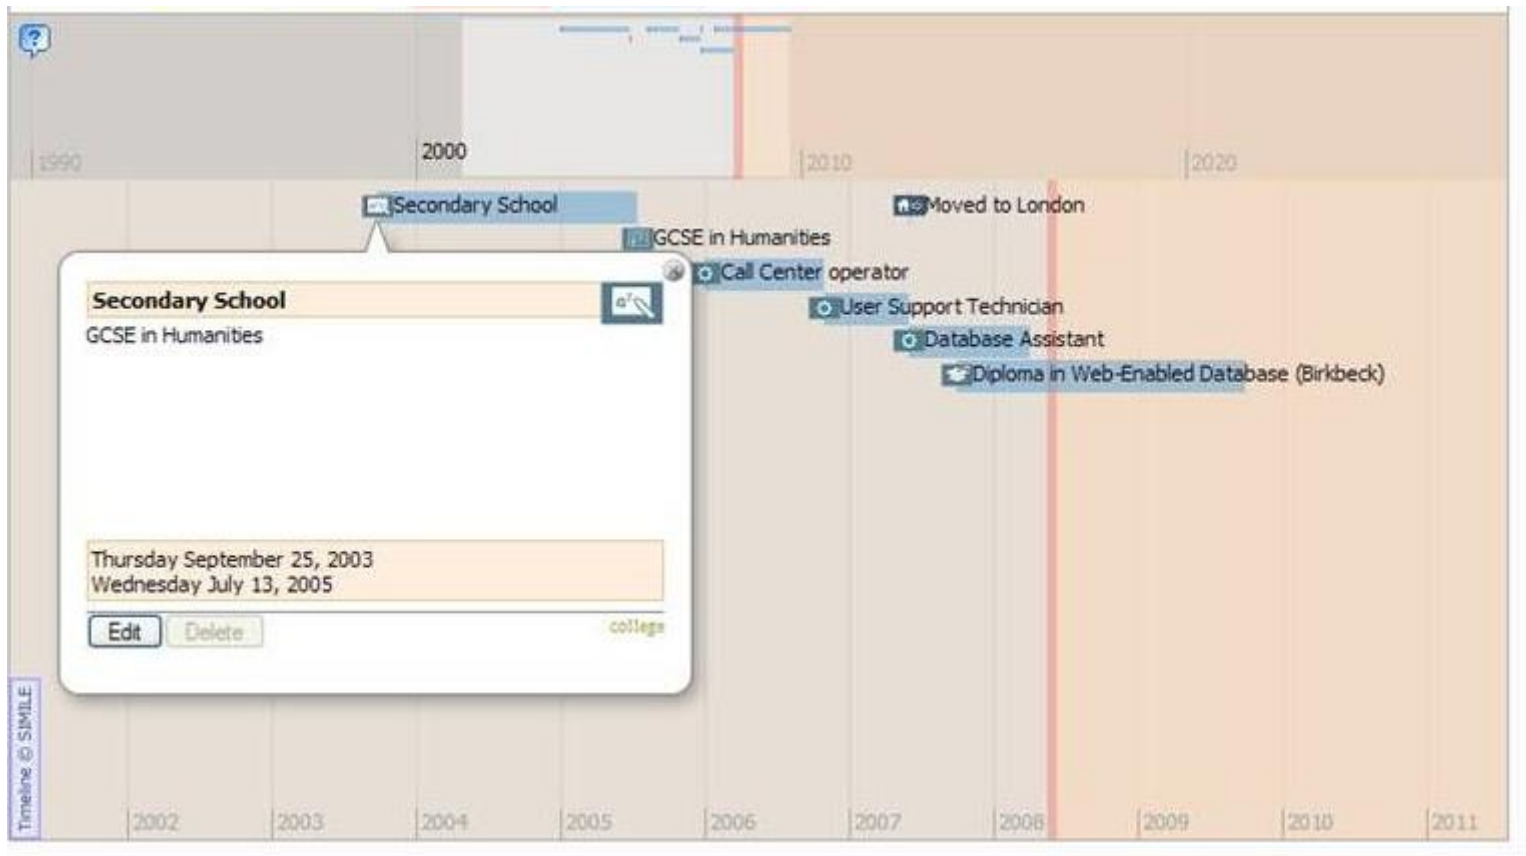 ?
1990
2000
2010
2020
Secondary School
Moved to London
GCSE in Humanities
Call Center operator
User Support Technician
Database Assistant
Diploma in Web-Enabled Database (Birkbeck)
Secondary School
GCSE in Humanities
Thursday September 25, 2003
Wednesday July 13, 2005
Edit
Delete
college
Timeline © SIMILE
2002
2003
2004
2005
2006
2007
2008
2009
2010
2011